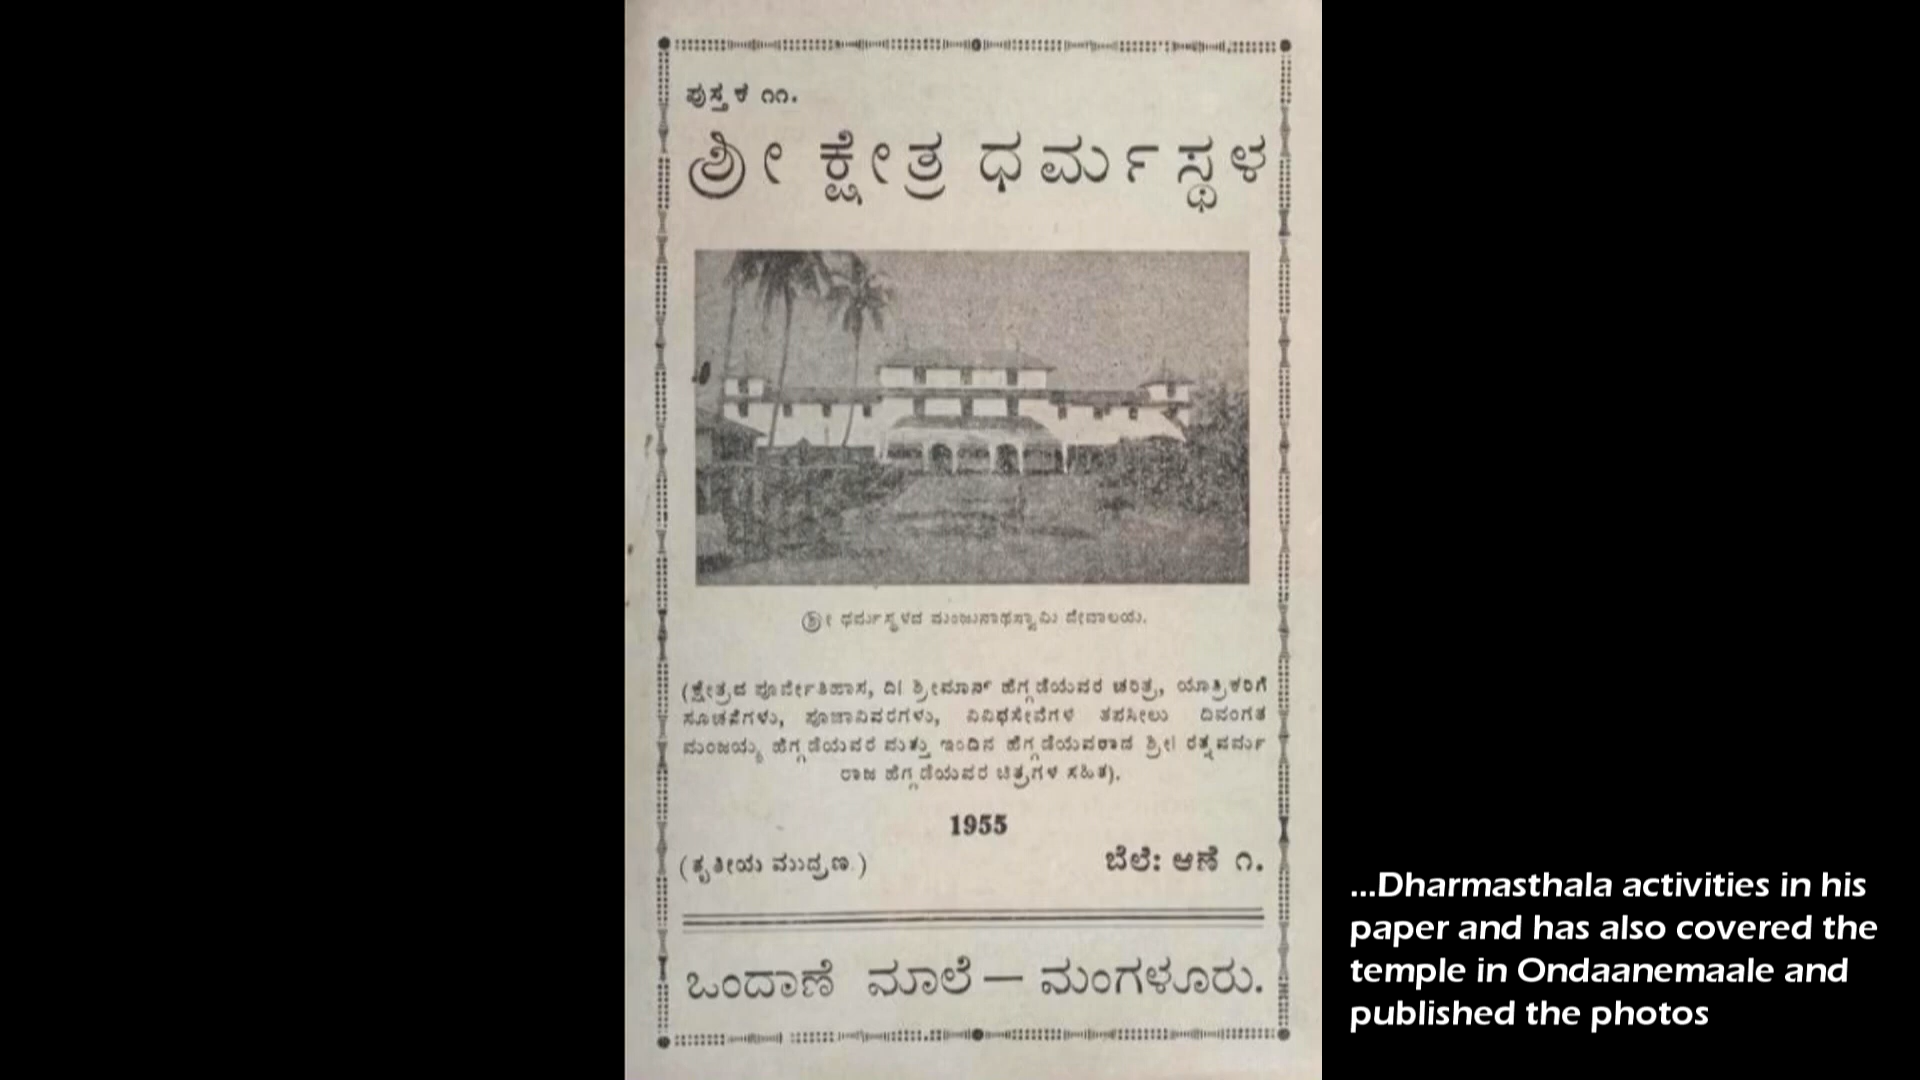 ಪುಸ್ತಕ ೧೧.
ಶ್ರೀ ಕ್ಷೇತ್ರ ಧರ್ಮಸ್ಥಳ
ಶ್ರೀ ಧರ್ಮಸ್ಥಳದ ಮಂಜುನಾಥಸ್ವಾಮಿ ದೇವಾಲಯ.
(ಕ್ಷೇತ್ರದ ಪೂರ್ವೇತಿಹಾಸ, ದಿ| ಶ್ರೀಮಾನ್ ಹೆಗ್ಗಡೆಯವರ ಚರಿತ್ರ, ಯಾತ್ರಿಕರಿಗೆ
ಸೂಚನೆಗಳು, ಪೂಜಾವಿವರಗಳು, ವಿವಿಧಸೇವೆಗಳ ತಪಸೀಲು ದಿವಂಗತ
ಮಂಜಯ್ಯ ಹೆಗ್ಗಡೆಯವರ ಮತ್ತು ಇಂದಿನ ಹೆಗ್ಗಡೆಯವರಾದ ಶ್ರೀ| ರತ್ನವರ್ಮ
ರಾಜ ಹೆಗ್ಗಡೆಯವರ ಚಿತ್ರಗಳ ಸಹಿತ).
1955
(ತೃತೀಯ ಮುದ್ರಣ) ಬೆಲೆ: ಆಣೆ ೧.
ಒಂದಾಣೆ ಮಾಲೆ — ಮಂಗಳೂರು.
...Dharmasthala activities in his
paper and has also covered the
temple in Ondaanemaale and
published the photos